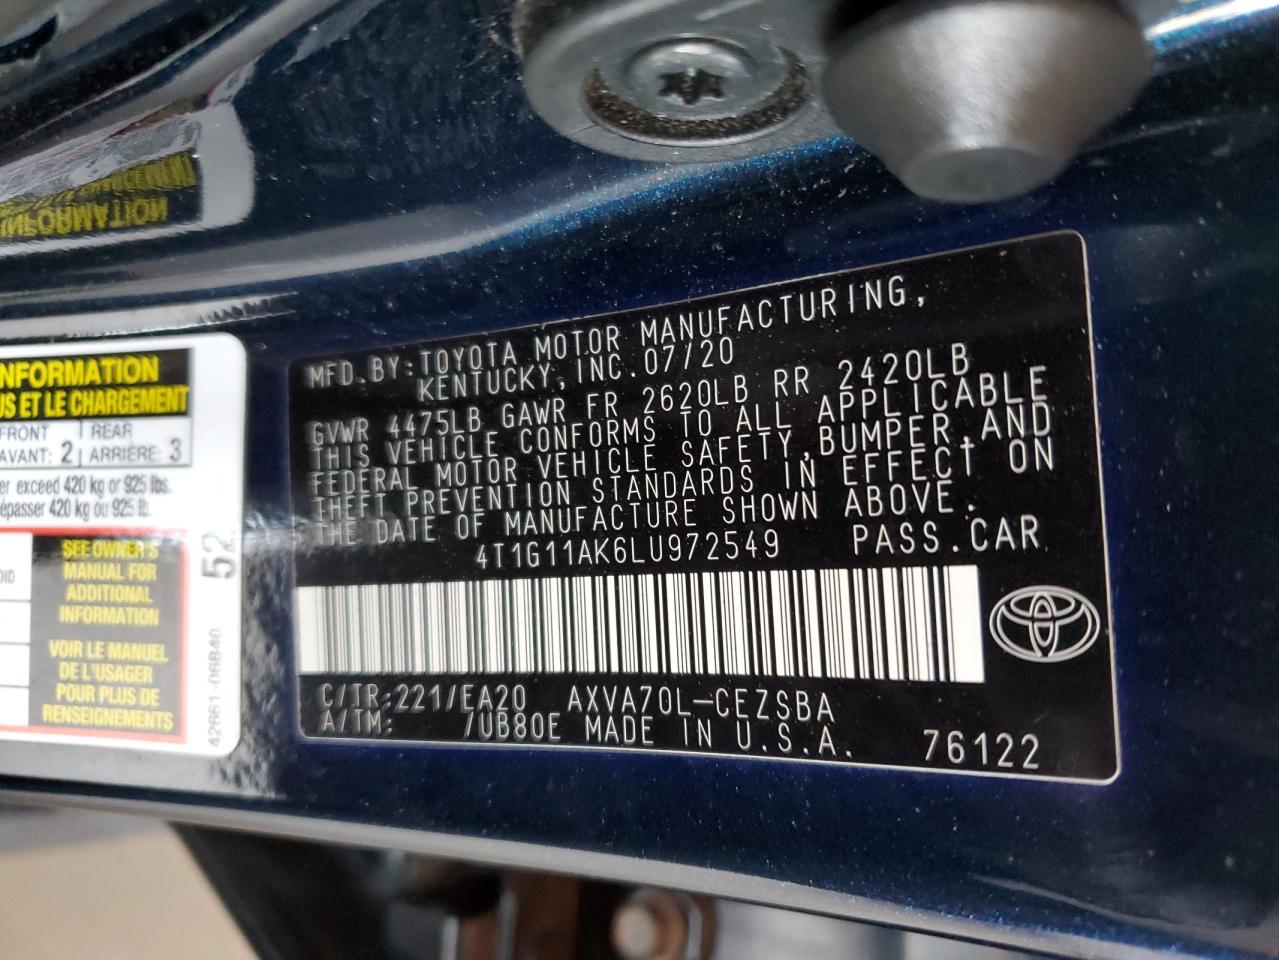 NFORMATION
US ET LE CHARGEMENT
FRONT
AVANT: 2
REAR
ARRIÈRE: 3
er exceed 420 kg or 925 lbs.
épasser 420 kg ou 925 lb.
SEE OWNER'S
MANUAL FOR
ADDITIONAL
INFORMATION
VOIR LE MANUEL
DE L'USAGER
POUR PLUS DE
RENSEIGNEMENTS
52
42661-06B40
MFD. BY: TOYOTA MOTOR MANUFACTURING,
KENTUCKY, INC. 07/20
GVWR 4475LB GAWR FR 2620LB RR 2420LB
THIS VEHICLE CONFORMS TO ALL APPLICABLE
FEDERAL MOTOR VEHICLE SAFETY, BUMPER, AND
THEFT PREVENTION STANDARDS IN EFFECT ON
THE DATE OF MANUFACTURE SHOWN ABOVE.
4T1G11AK6LU972549 PASS. CAR
C/TR: 221/EA20 AXVA70L-CEZSBA
A/TM: /UB80E MADE IN U.S.A.
76122